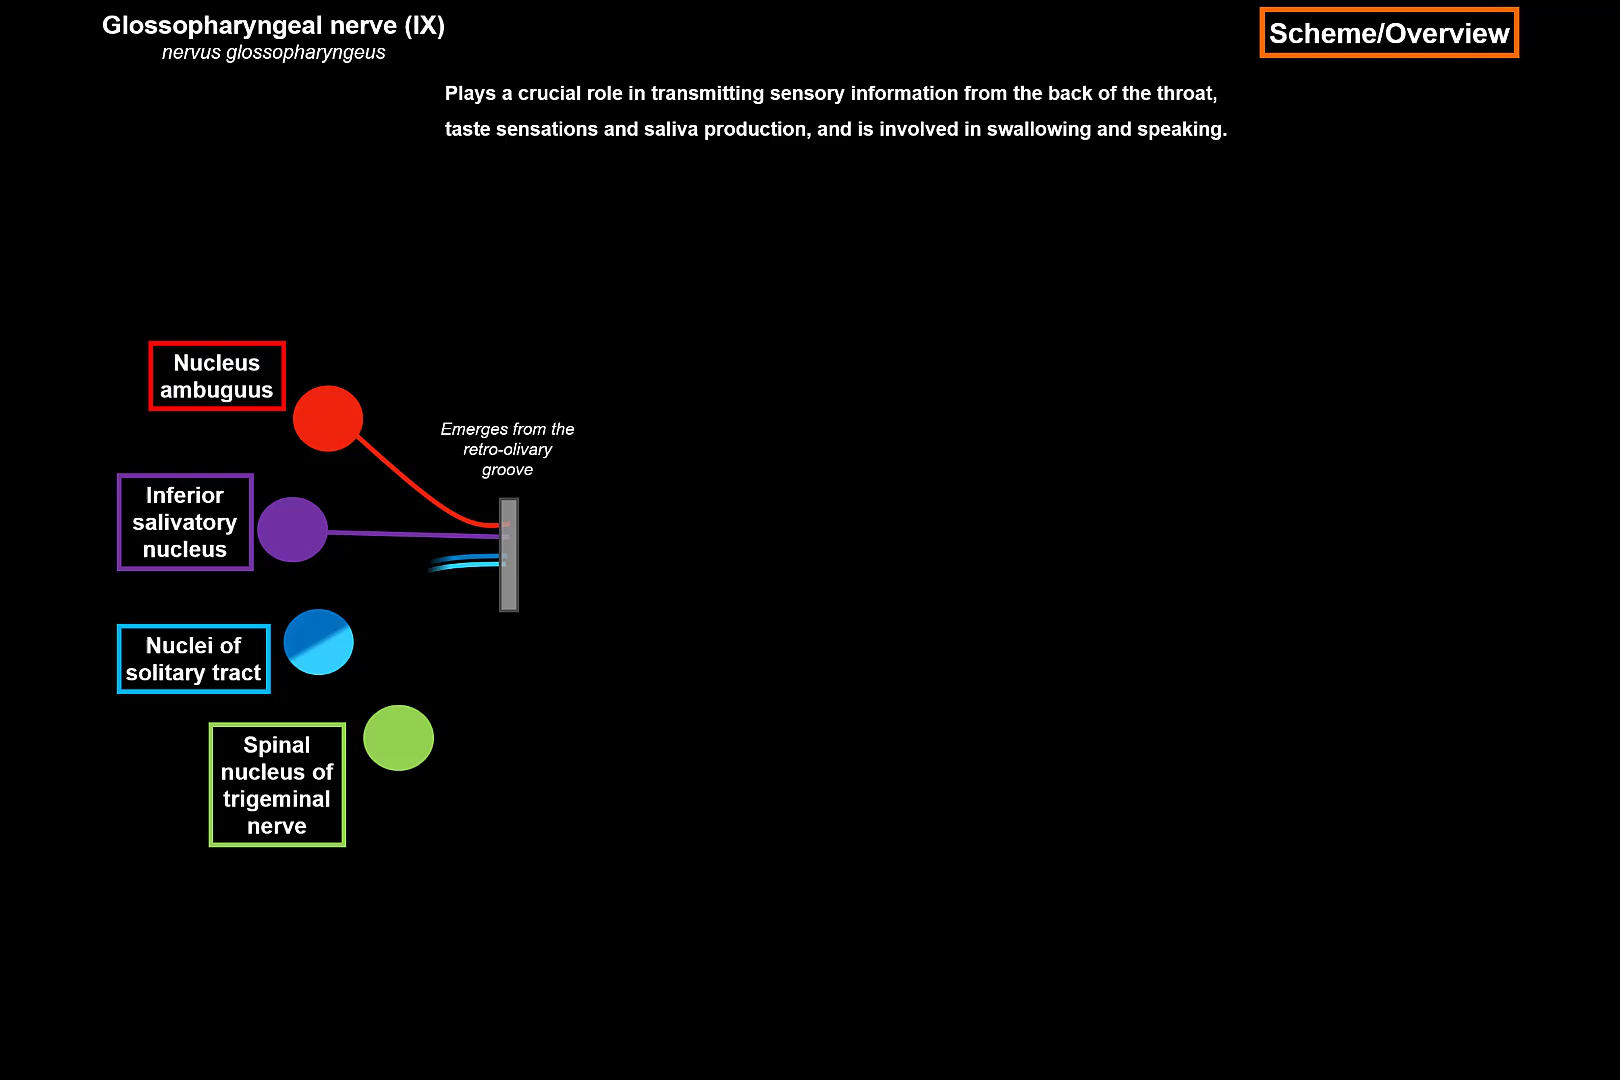 Glossopharyngeal nerve (IX)
nervus glossopharyngeus
Scheme/Overview
Plays a crucial role in transmitting sensory information from the back of the throat,
taste sensations and saliva production, and is involved in swallowing and speaking.
Nucleus
ambuguus
Emerges from the
retro-olivary
groove
Inferior
salivatory
nucleus
Nuclei of
solitary tract
Spinal
nucleus of
trigeminal
nerve